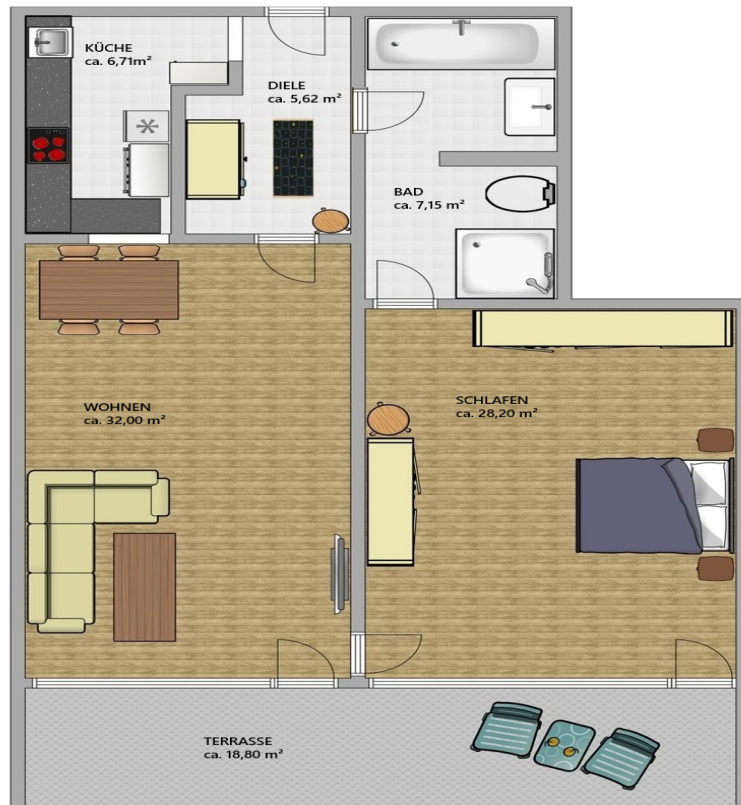 KÜCHE
ca. 6,71m²
DIELE
ca. 5,62 m²
BAD
ca. 7,15 m²
WOHNEN
ca. 32,00 m²
SCHLAFEN
ca. 28,20 m²
TERRASSE
ca. 18,80 m²